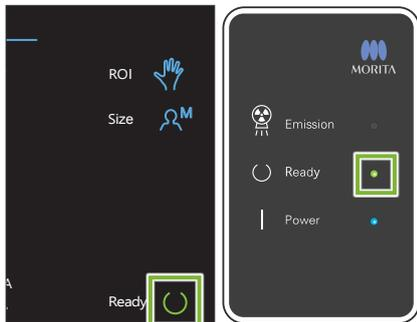 ROI
Size
M
A
Ready
MORITA
Emission
Ready
Power